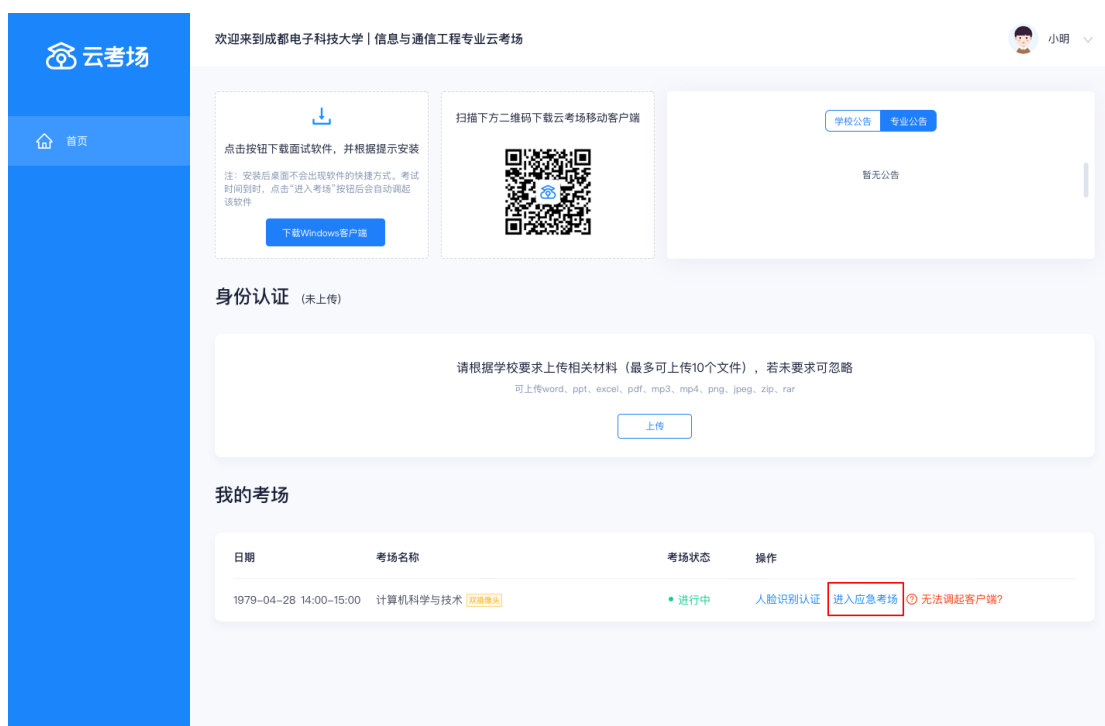 云考场
欢迎来到成都电子科技大学 | 信息与通信工程专业云考场
小明
首页
点击按钮下载面试软件，并根据提示安装
注：安装后桌面不会出现软件的快捷方式。考试
时间到时，点击“进入考场”按钮后会自动调起
该软件
下载Windows客户端
扫描下方二维码下载云考场移动客户端
学校公告 专业公告
暂无公告
身份认证 (未上传)
请根据学校要求上传相关材料（最多可上传10个文件），若未要求可忽略
可上传word、ppt、excel、pdf、mp3、mp4、png、jpeg、zip、rar
上传
我的考场
日期 考场名称 考场状态 操作
1979-04-28 14:00-15:00 计算机科学与技术 双摄像头 进行中 人脸识别认证 进入应急考场 无法调起客户端?